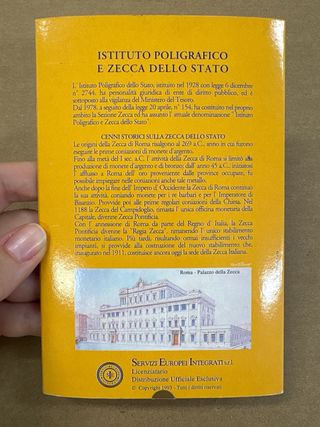 ISTITUTO POLIGRAFICO
E ZECCA DELLO STATO
L' Istituto Poligrafico dello Stato, istituito nel 1928 con legge 6 dicembre
n° 2744, ha personalità giuridica di ente di diritto pubblico, ed è
sottoposto alla vigilanza del Ministero del Tesoro.
Dal 1978, a seguito della legge 20 aprile, n° 154, ha costituito nel proprio
ambito la Sezione Zecca ed ha assunto l' attuale denominazione "Istituto
Poligrafico e Zecca dello Stato".
CENNI STORICI SULLA ZECCA DELLO STATO
Le origini della Zecca di Roma risalgono al 269 a.C., anno in cui furono
eseguite le prime coniazioni di monete d'argento.
Fino alla metà del I sec. a.C. l' attività della Zecca di Roma si limitò alla
produzione di monete d'argento e di bronzo; dall' anno 45 a.C. iniziatosi
l' afflusso a Roma dell' oro proveniente dalle province occupate, fu
possibile impiegare nelle coniazioni anche tale metallo.
Anche dopo la fine dell' Impero d' Occidente la Zecca di Roma continuò
la sua attività, coniando monete per i re barbari e per l' Imperatore di
Bisanzio. Provvide poi alle prime regolari coniazioni della Chiesa. Nel
1188 la Zecca del Campidoglio, rimasta l' unica officina monetaria della
Capitale, divenne Zecca Pontificia.
Con l' annessione di Roma da parte del Regno d' Italia, la Zecca
Pontificia divenne la "Regia Zecca", rimanendo l' unico stabilimento
monetario italiano. Più tardi, risultando ormai insufficienti i vecchi
impianti, si provvide alla costruzione del nuovo stabilimento che,
inaugurato nel 1911, costituisce ancora oggi la sede della Zecca Italiana.
Roma - Palazzo della Zecca
SERVIZI EUROPEI INTEGRATI s.r.l.
Licenziatario
Distribuzione Ufficiale Esclusiva
© Copyright 1993 - Tutti i diritti riservati